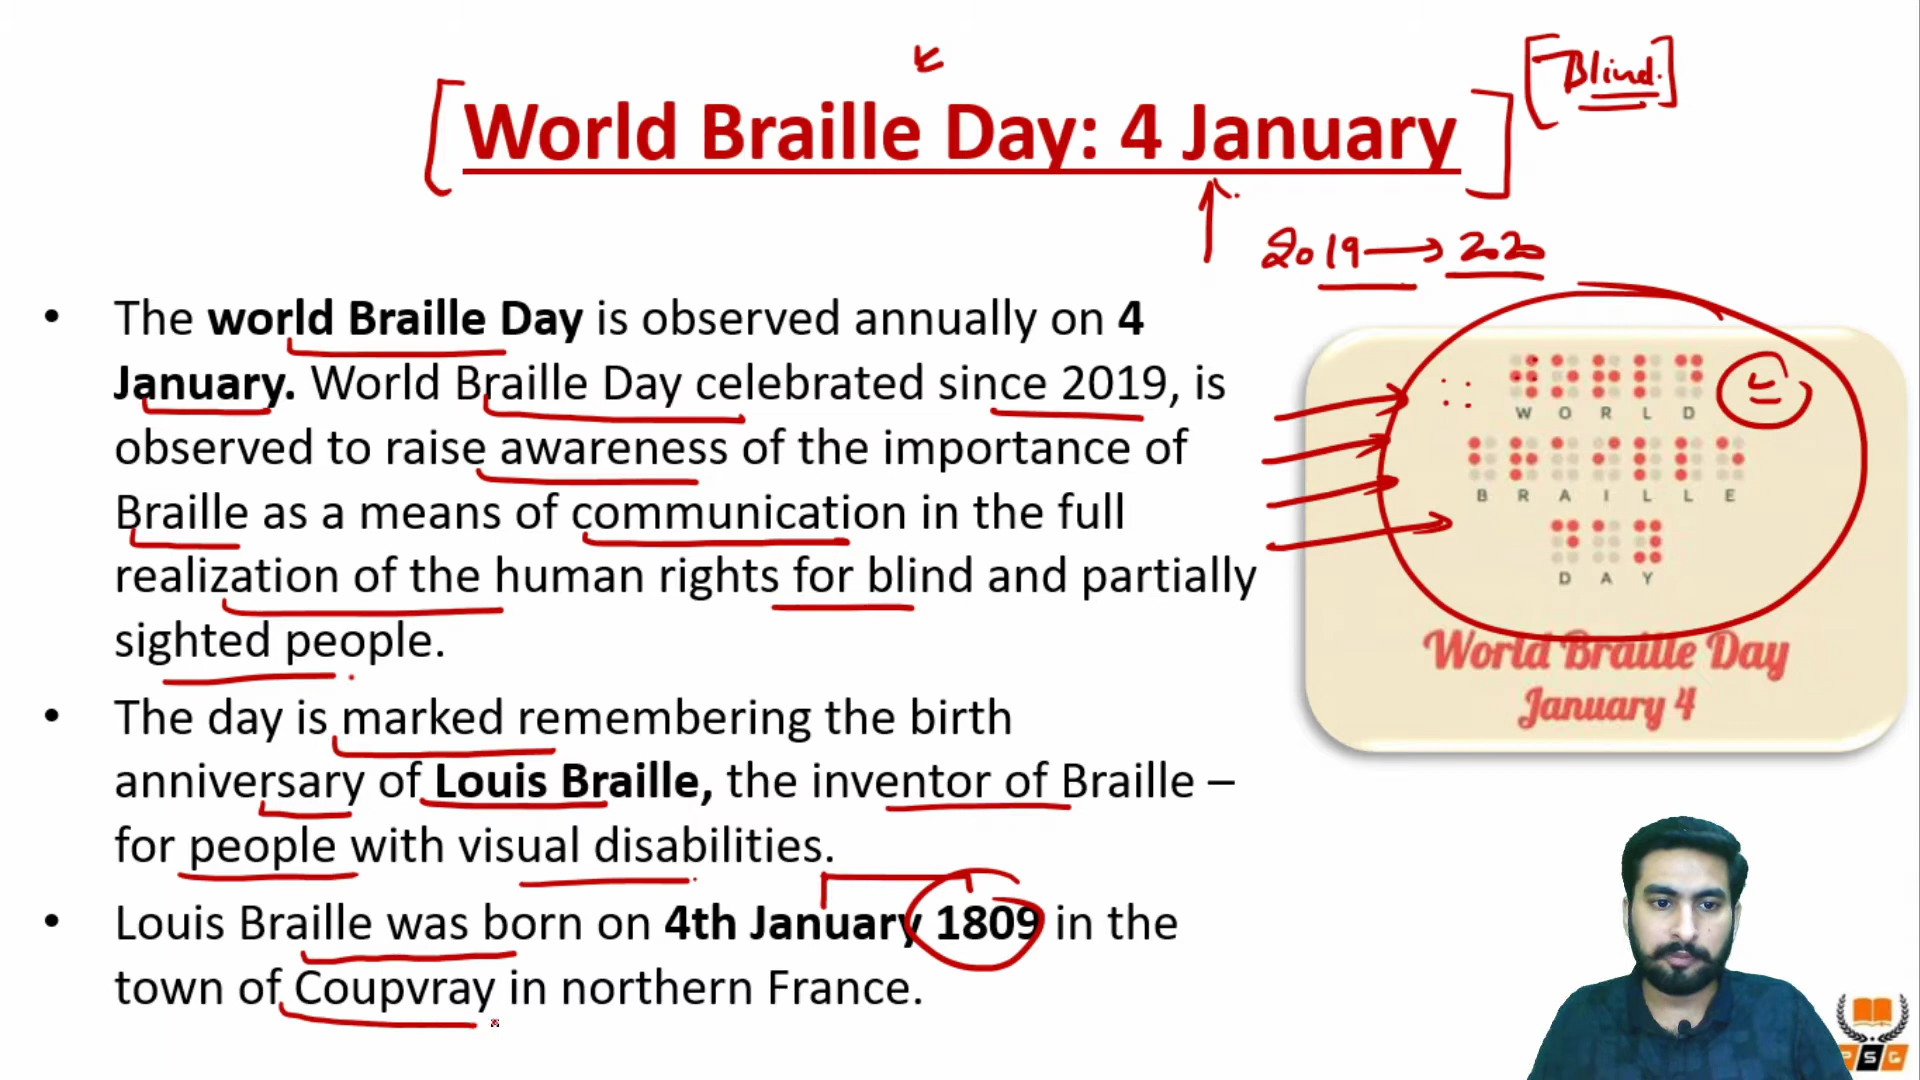 Blind.
World Braille Day: 4 January
2019 → 2020
• The world Braille Day is observed annually on 4
January. World Braille Day celebrated since 2019, is
observed to raise awareness of the importance of
Braille as a means of communication in the full
realization of the human rights for blind and partially
sighted people.
• The day is marked remembering the birth
anniversary of Louis Braille, the inventor of Braille –
for people with visual disabilities.
• Louis Braille was born on 4th January 1809 in the
town of Coupvray in northern France.
W O R L D
B R A I L L E
D A Y
World Braille Day
January 4
PSG